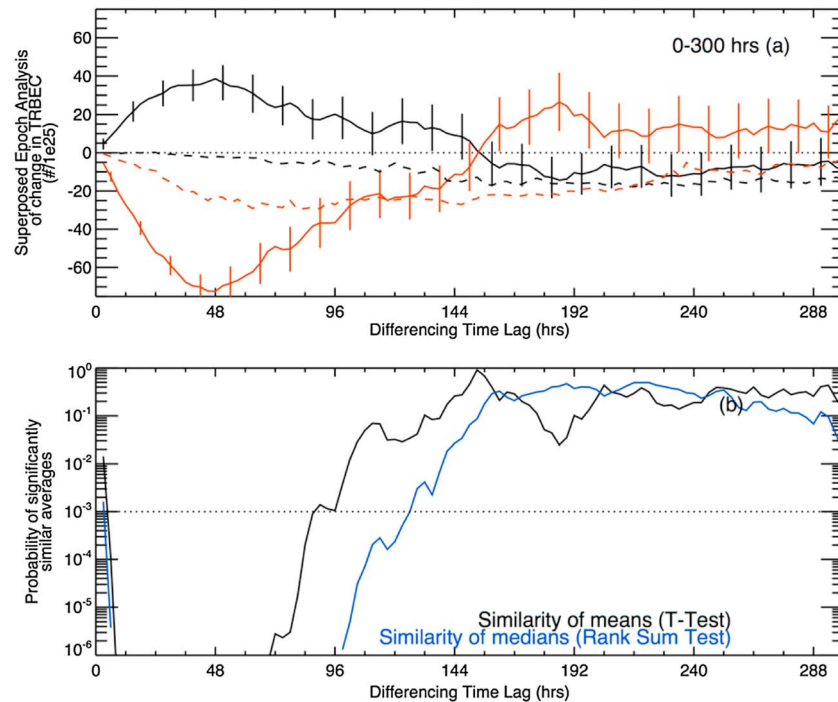 Superposed Epoch Analysis
of change in TRBEC
(#/1e25)
60
40
20
0
-20
-40
-60
0-300 hrs (a)
0 48 96 144 192 240 288
Differencing Time Lag (hrs)
Probability of significantly
similar averages
10⁰
10⁻¹
10⁻²
10⁻³
10⁻⁴
10⁻⁵
10⁻⁶
(b)
Similarity of means (T-Test)
Similarity of medians (Rank Sum Test)
0 48 96 144 192 240 288
Differencing Time Lag (hrs)